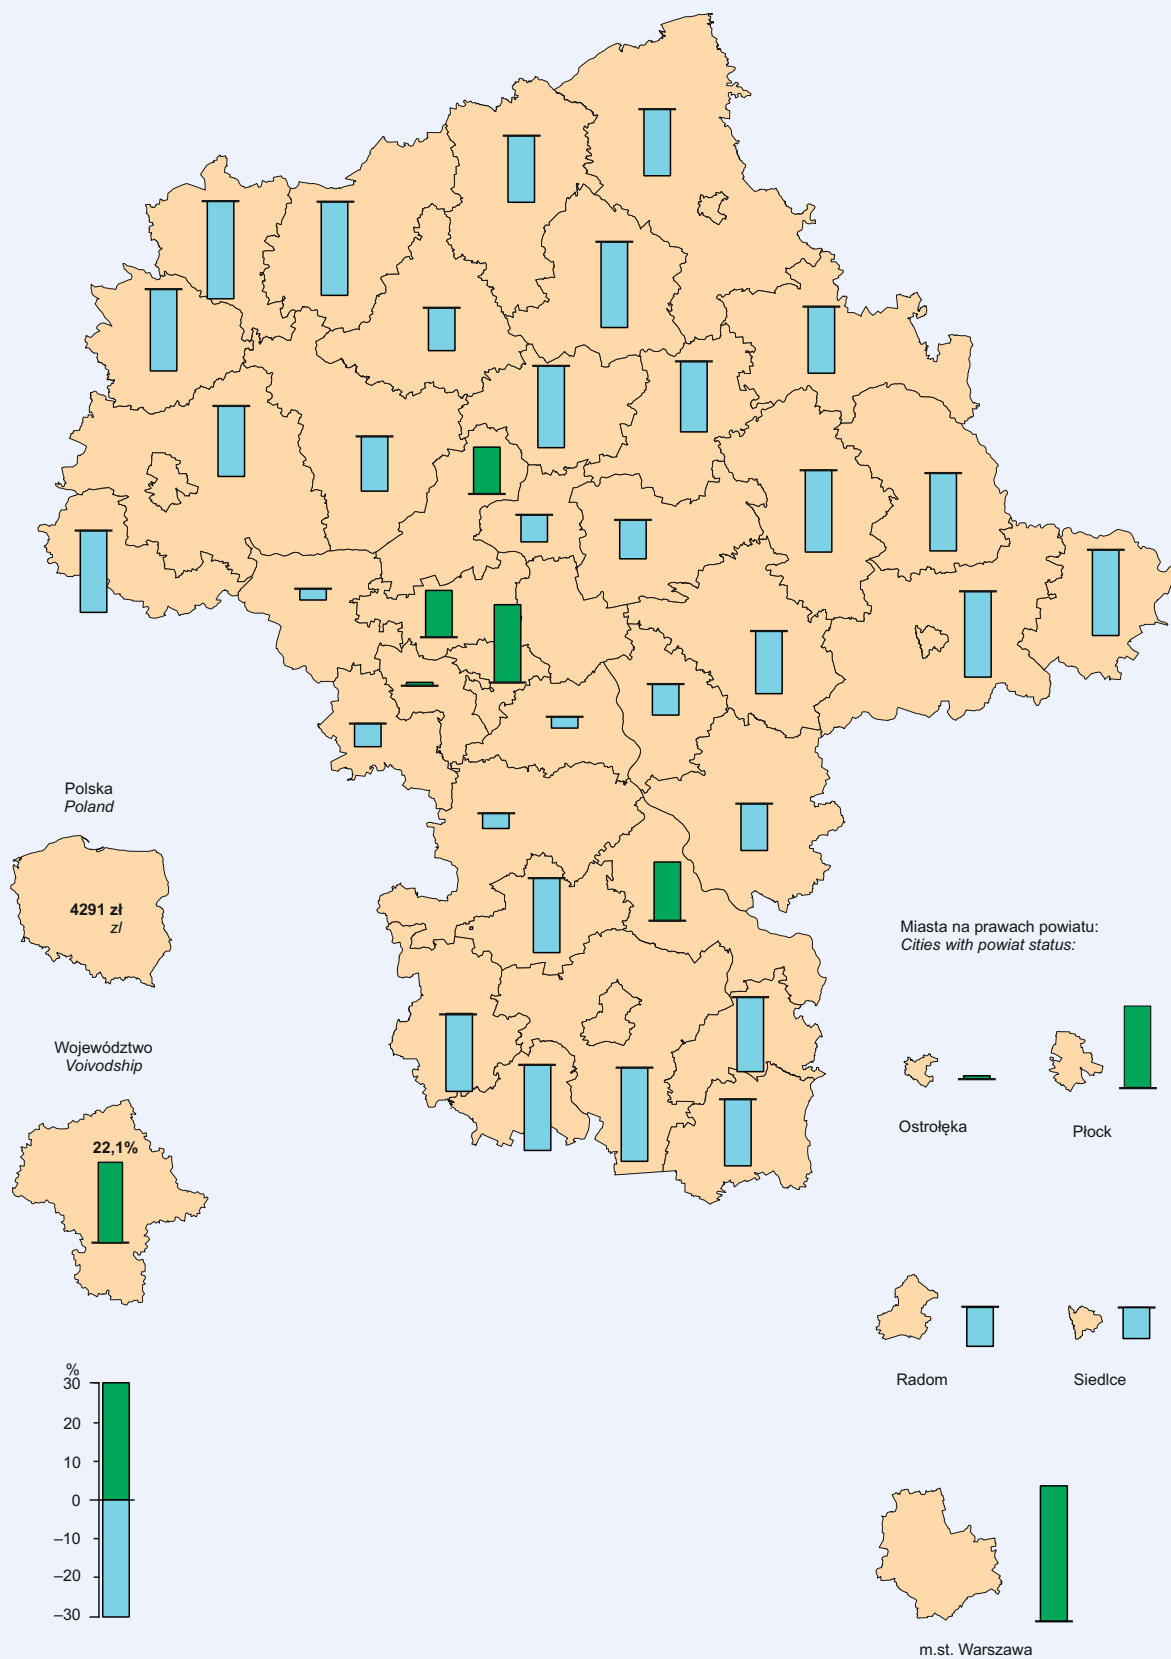 Polska
Poland
4291 zł
zl
Województwo
Voivodship
22,1%
%
30
20
10
0
–10
–20
–30
Miasta na prawach powiatu:
Cities with powiat status:
Ostrołęka
Płock
Radom
Siedlce
m.st. Warszawa